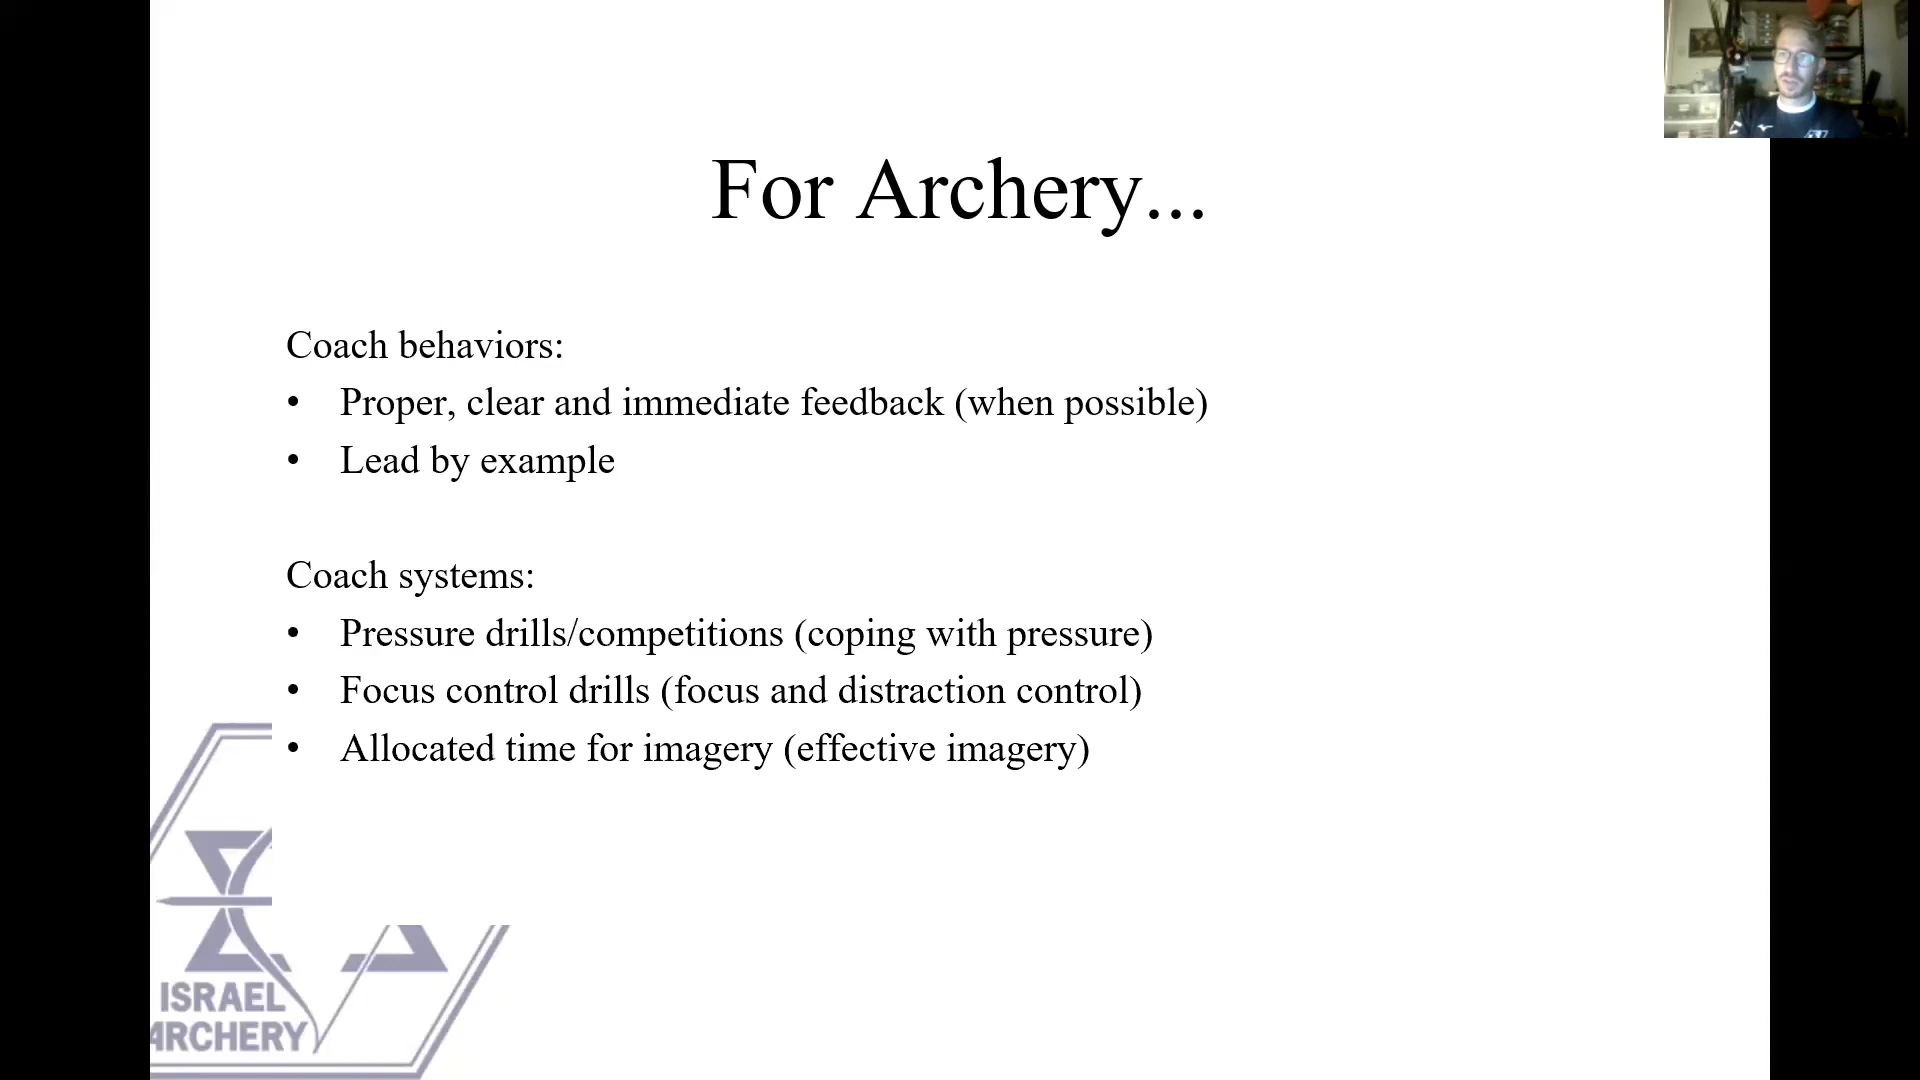 For Archery...
Coach behaviors:
• Proper, clear and immediate feedback (when possible)
• Lead by example
Coach systems:
• Pressure drills/competitions (coping with pressure)
• Focus control drills (focus and distraction control)
• Allocated time for imagery (effective imagery)
ISRAEL
ARCHERY